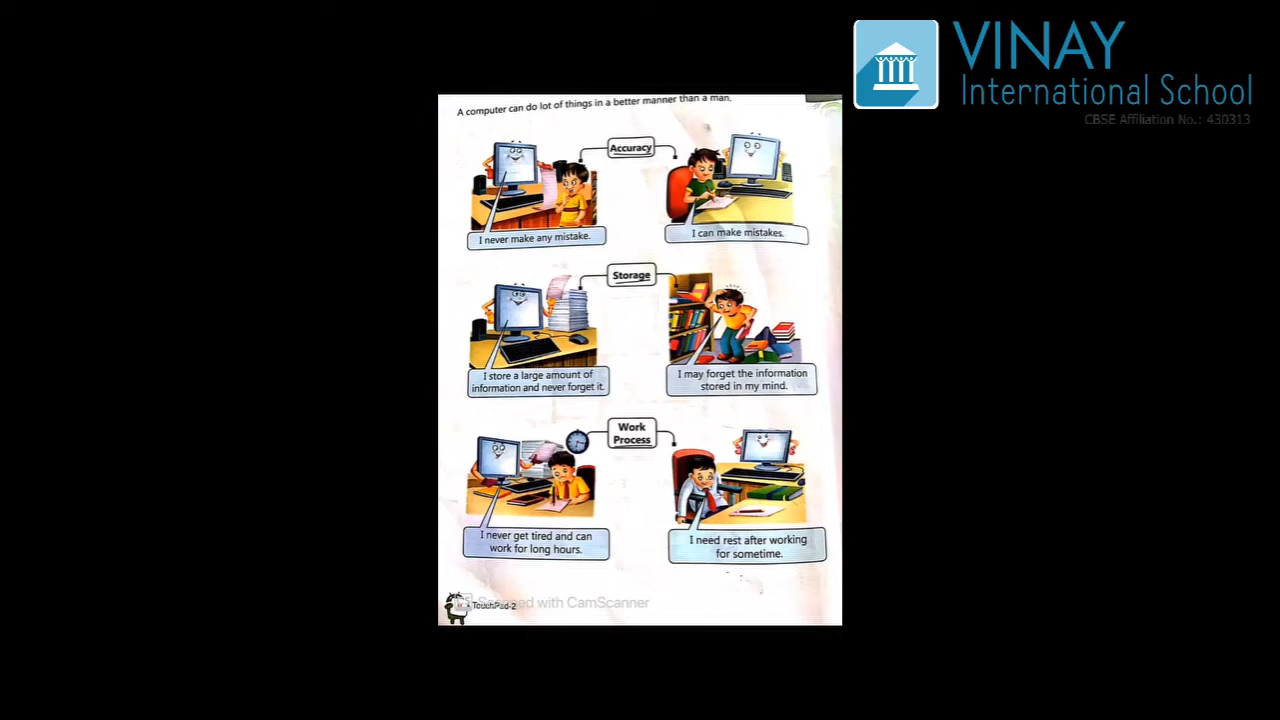 VINAY
International School
CBSE Affiliation No.: 430313
A computer can do lot of things in a better manner than a man.
Accuracy
I never make any mistake.
I can make mistakes.
Storage
I store a large amount of
information and never forget it.
I may forget the information
stored in my mind.
Work
Process
I never get tired and can
work for long hours.
I need rest after working
for sometime.
TouchPad-2
Scanned with CamScanner